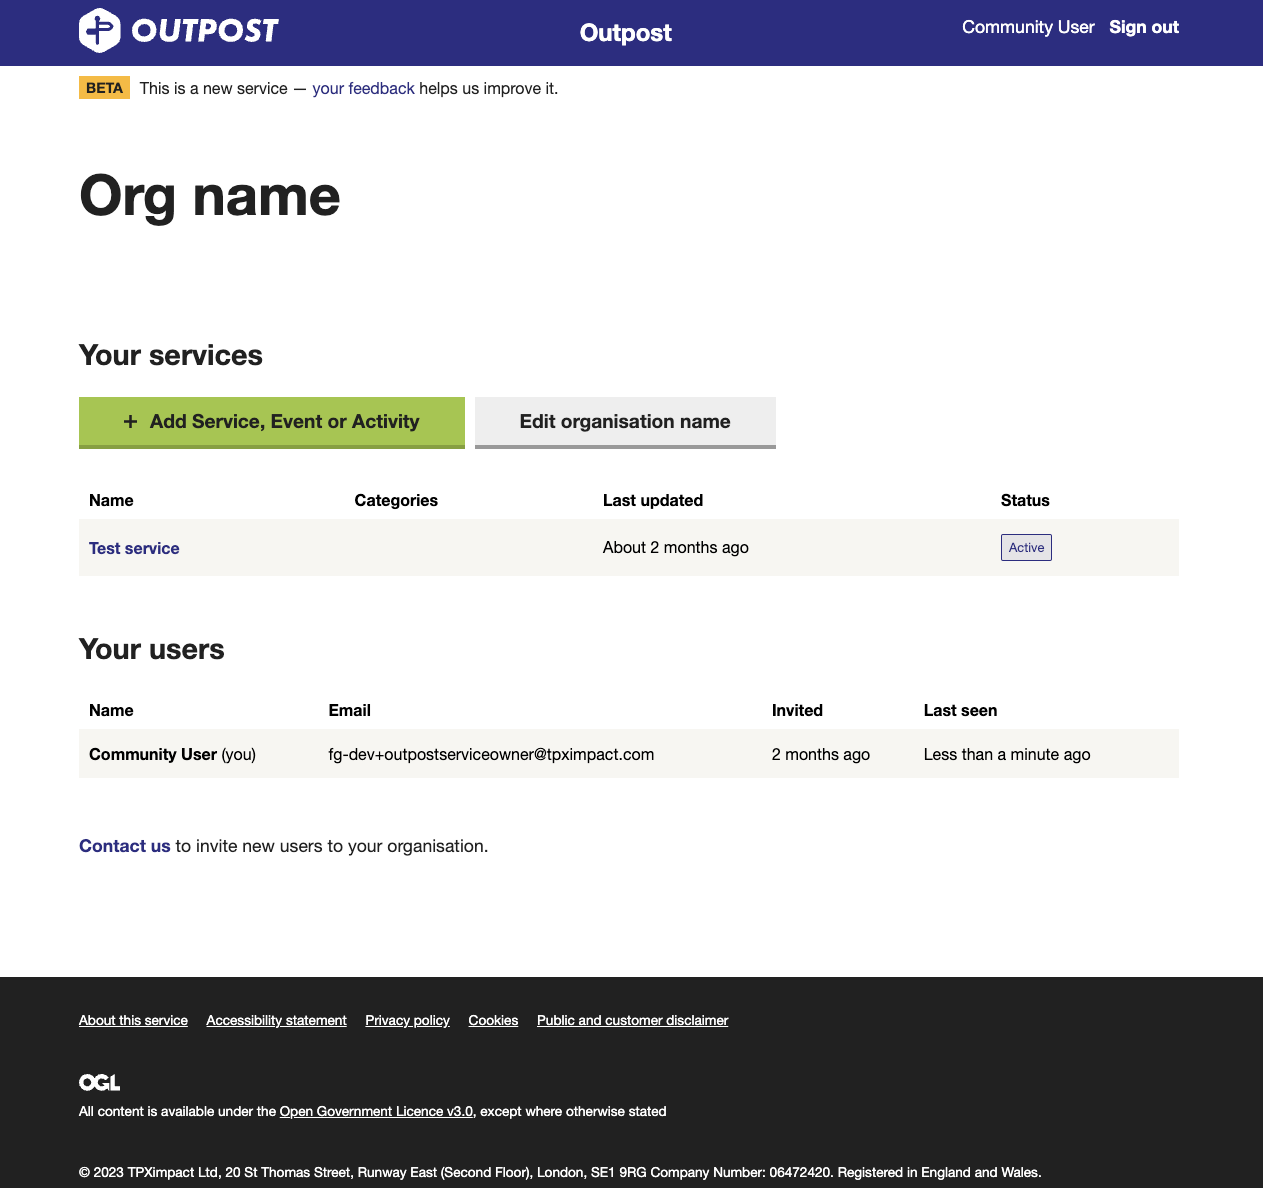 OUTPOST
Outpost
Community User Sign out
BETA This is a new service — your feedback helps us improve it.
Org name
Your services
+ Add Service, Event or Activity Edit organisation name
Name Categories Last updated Status
Test service About 2 months ago Active
Your users
Name Email Invited Last seen
Community User (you) fg-dev+outpostserviceowner@tpximpact.com 2 months ago Less than a minute ago
Contact us to invite new users to your organisation.
About this service Accessibility statement Privacy policy Cookies Public and customer disclaimer
OGL
All content is available under the Open Government Licence v3.0, except where otherwise stated
© 2023 TPXimpact Ltd, 20 St Thomas Street, Runway East (Second Floor), London, SE1 9RG Company Number: 06472420. Registered in England and Wales.